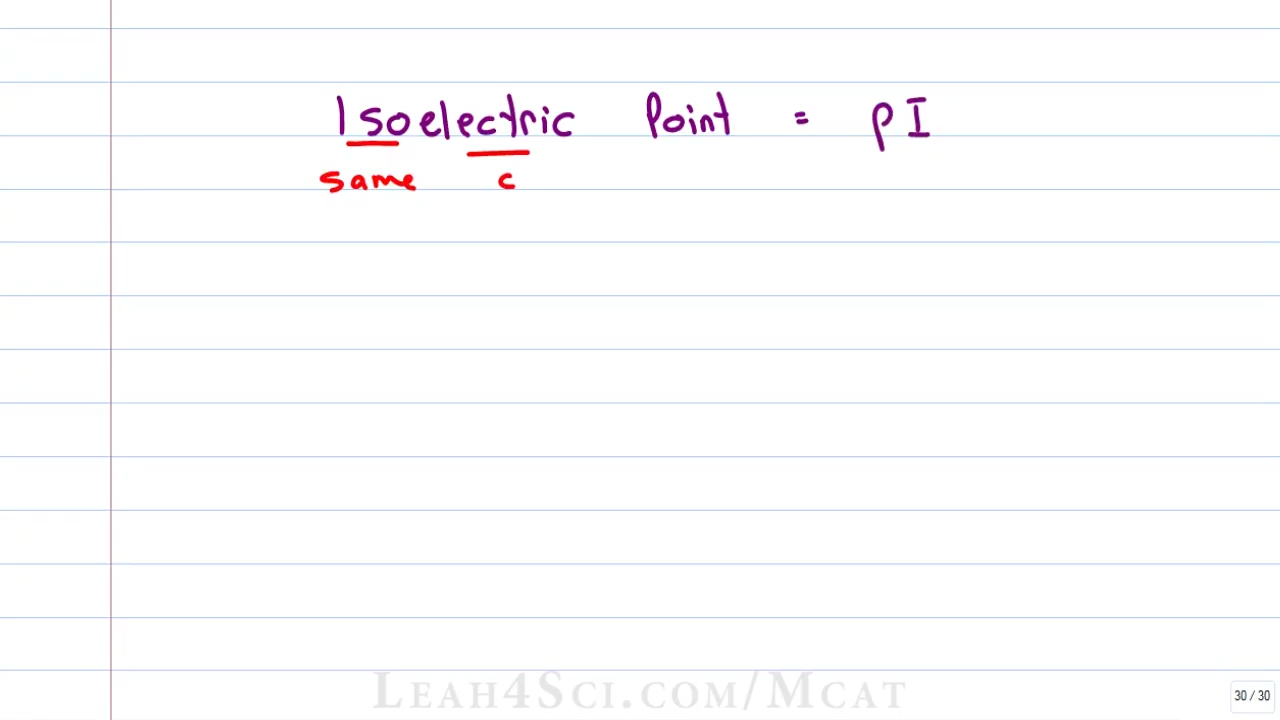 Isoelectric Point = pI
same c
LEAH4SCI.COM/MCAT
30 / 30